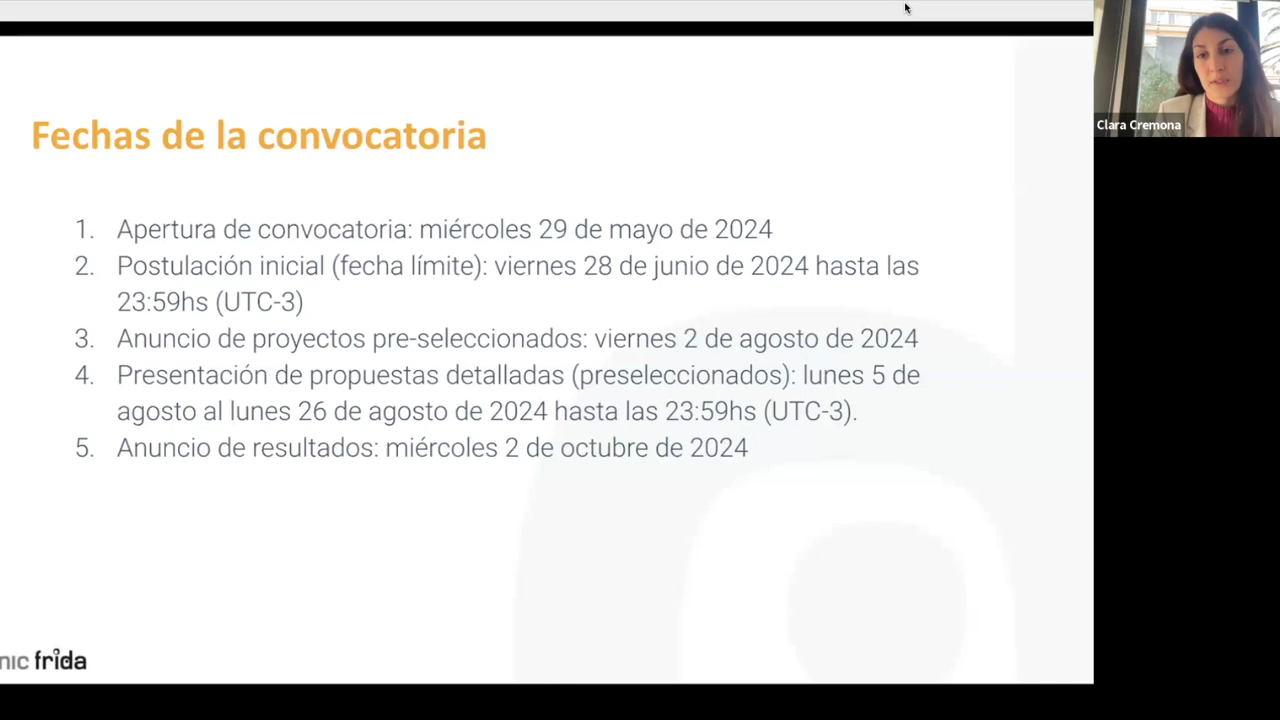 Clara Cremona
Fechas de la convocatoria
1. Apertura de convocatoria: miércoles 29 de mayo de 2024
2. Postulación inicial (fecha límite): viernes 28 de junio de 2024 hasta las
23:59hs (UTC-3)
3. Anuncio de proyectos pre-seleccionados: viernes 2 de agosto de 2024
4. Presentación de propuestas detalladas (preseleccionados): lunes 5 de
agosto al lunes 26 de agosto de 2024 hasta las 23:59hs (UTC-3).
5. Anuncio de resultados: miércoles 2 de octubre de 2024
nic frida